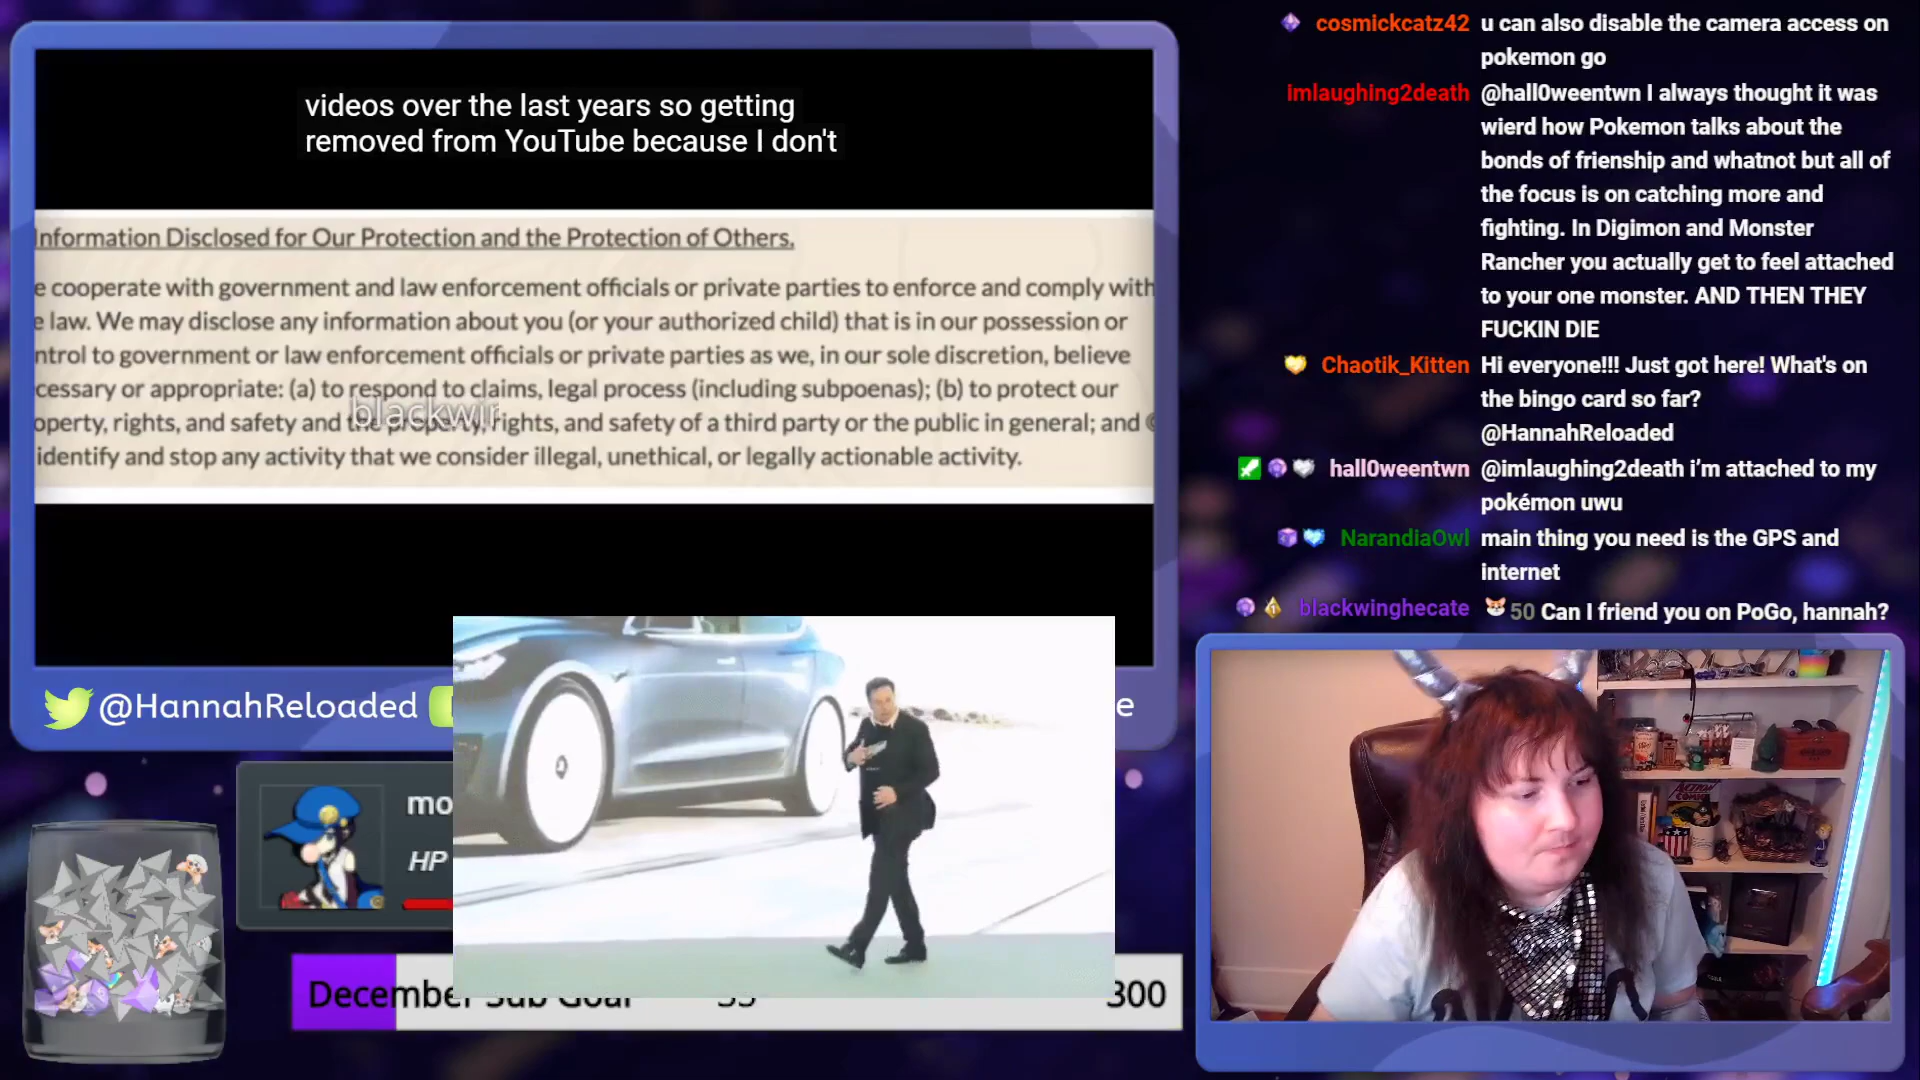 videos over the last years so getting
removed from YouTube because I don't
Information Disclosed for Our Protection and the Protection of Others.
e cooperate with government and law enforcement officials or private parties to enforce and comply with
e law. We may disclose any information about you (or your authorized child) that is in our possession or
ntrol to government or law enforcement officials or private parties as we, in our sole discretion, believe
cessary or appropriate: (a) to respond to claims, legal process (including subpoenas); (b) to protect our
operty, rights, and safety and the property, rights, and safety of a third party or the public in general; and
identify and stop any activity that we consider illegal, unethical, or legally actionable activity.
blackwin
@HannahReloaded
e
mo
HP
December Sub Goal
300
cosmickatz42 u can also disable the camera access on
pokemon go
imlaughing2death @hall0weentwn I always thought it was
wierd how Pokemon talks about the
bonds of frienship and whatnot but all of
the focus is on catching more and
fighting. In Digimon and Monster
Rancher you actually get to feel attached
to your one monster. AND THEN THEY
FUCKIN DIE
Chaotik_Kitten Hi everyone!!! Just got here! What's on
the bingo card so far?
@HannahReloaded
hall0weentwn @imlaughing2death i'm attached to my
pokémon uwu
NarandiaOwl main thing you need is the GPS and
internet
blackwinghecate 50 Can I friend you on PoGo, hannah?
ACTION
COMICS